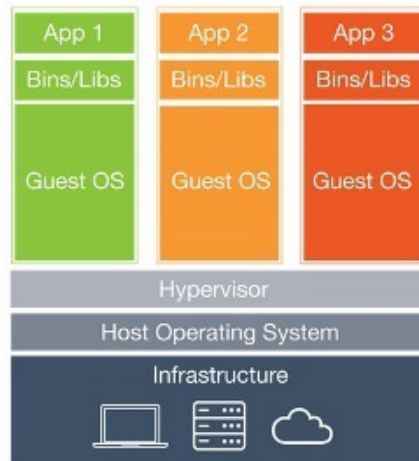 App 1 App 2 App 3
Bins/Libs Bins/Libs Bins/Libs
Guest OS Guest OS Guest OS
Hypervisor
Host Operating System
Infrastructure